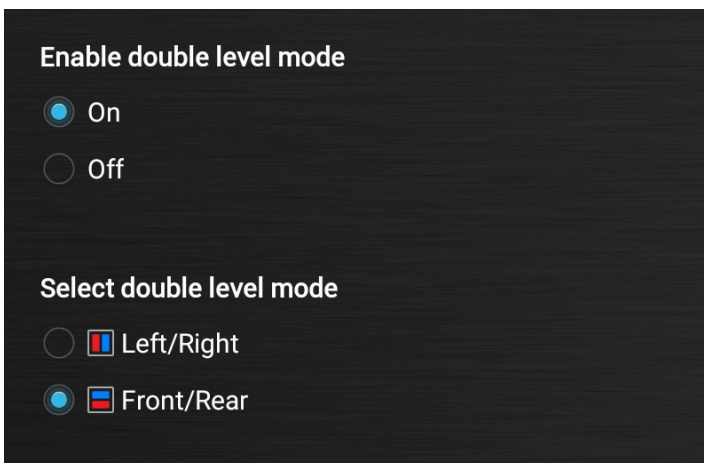 Enable double level mode
On
Off
Select double level mode
Left/Right
Front/Rear